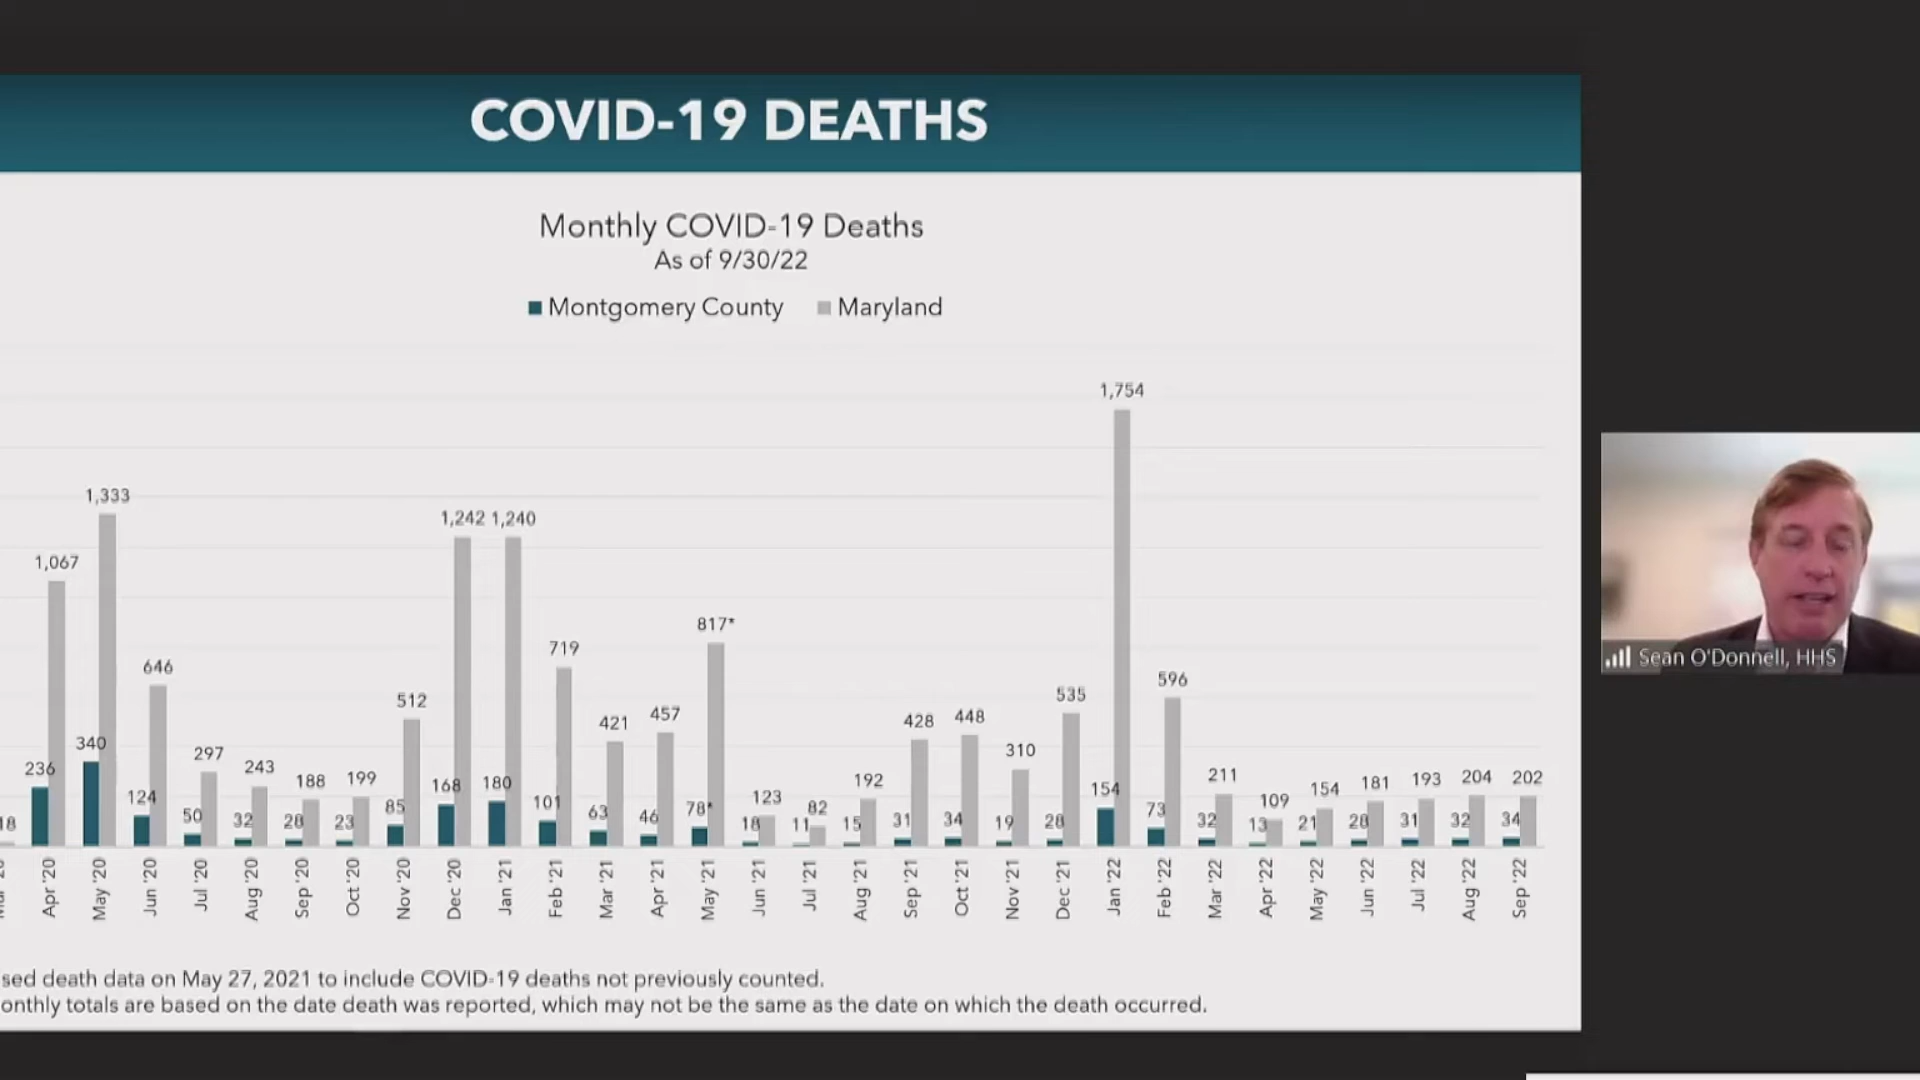 COVID-19 DEATHS
Monthly COVID-19 Deaths
As of 9/30/22
Montgomery County Maryland
18 236 1,067 340 1,333 124 646 50 297 32 243 28 188 23 199 85 512 168 1,242 180 1,240 101 719 63 421 46 457 78* 817* 18 123 11 82 15 192 31 428 34 448 19 310 28 535 154 1,754 73 596 32 211 13 109 21 154 28 181 31 193 32 204 34 202
Apr '20 May '20 Jun '20 Jul '20 Aug '20 Sep '20 Oct '20 Nov '20 Dec '20 Jan '21 Feb '21 Mar '21 Apr '21 May '21 Jun '21 Jul '21 Aug '21 Sep '21 Oct '21 Nov '21 Dec '21 Jan '22 Feb '22 Mar '22 Apr '22 May '22 Jun '22 Jul '22 Aug '22 Sep '22
sed death data on May 27, 2021 to include COVID-19 deaths not previously counted.
onthly totals are based on the date death was reported, which may not be the same as the date on which the death occurred.
Sean O'Donnell, HHS